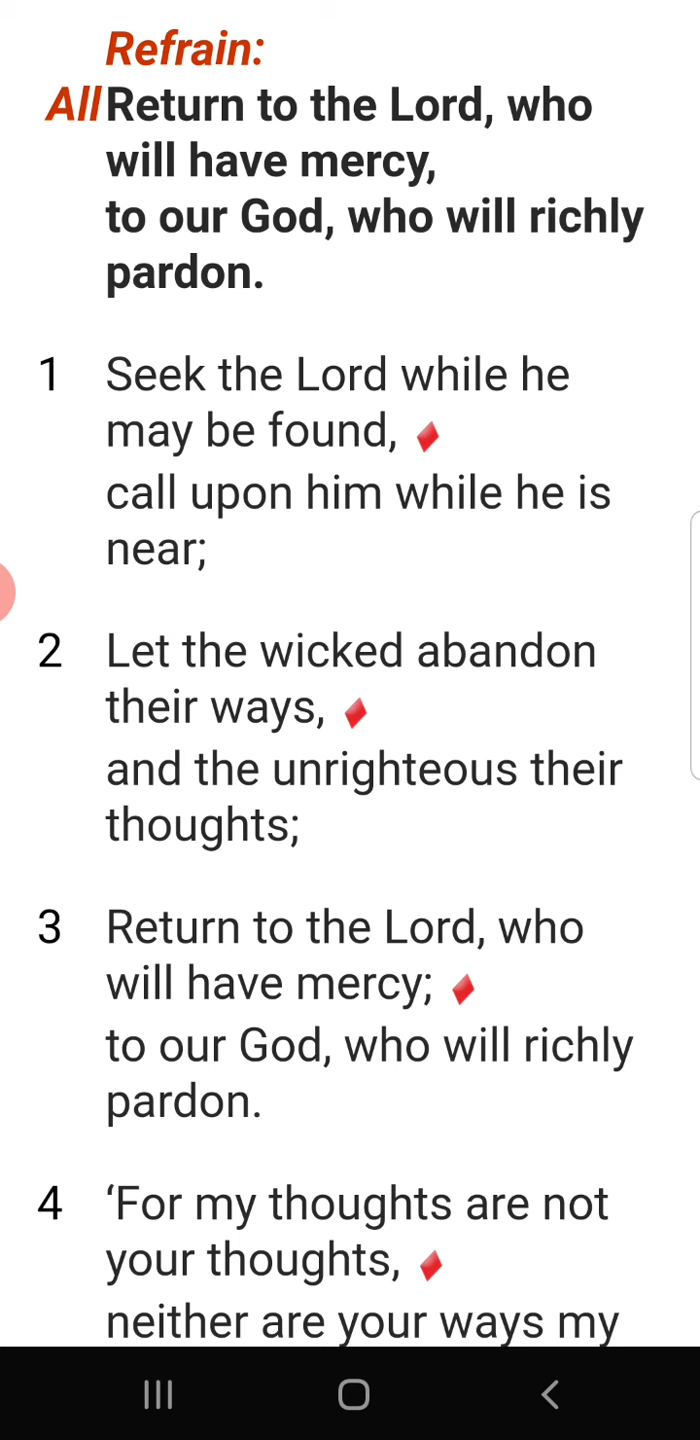 Refrain:
All Return to the Lord, who
will have mercy,
to our God, who will richly
pardon.
1 Seek the Lord while he
may be found, ♦
call upon him while he is
near;
2 Let the wicked abandon
their ways, ♦
and the unrighteous their
thoughts;
3 Return to the Lord, who
will have mercy; ♦
to our God, who will richly
pardon.
4 ‘For my thoughts are not
your thoughts, ♦
neither are your ways my